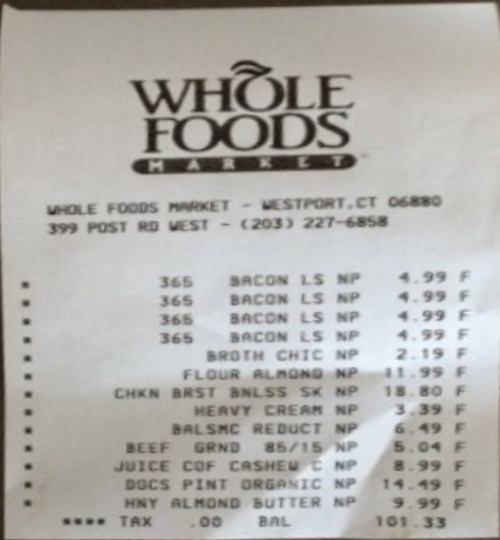 WHOLE
FOODS
MARKET
WHOLE FOODS MARKET - WESTPORT,CT 06880
399 POST RD WEST - (203) 227-6858
365 BACON LS NP 4.99 F
365 BACON LS NP 4.99 F
365 BACON LS NP 4.99 F
365 BACON LS NP 4.99 F
BROTH CHIC NP 2.19 F
FLOUR ALMOND NP 11.99 F
CHKN BRST BNLSS SK NP 18.80 F
HEAVY CREAM NP 3.39 F
BALSMC REDUCT NP 6.49 F
BEEF GRND 85/15 NP 5.04 F
JUICE COF CASHEW C NP 8.99 F
DOCS PINT ORGANIC NP 14.49 F
HNY ALMOND BUTTER NP 9.99 F
**** TAX .00 BAL 101.33